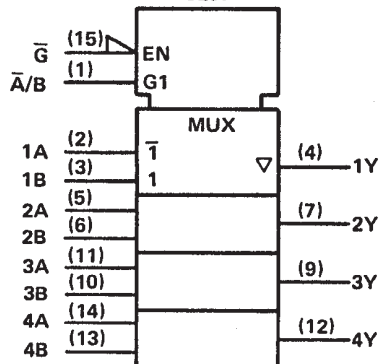 G̅ (15) EN
A̅/B (1) G1
MUX
1A (2) 1̅
1B (3) 1
▽ (4) 1Y
2A (5)
2B (6)
(7) 2Y
3A (11)
3B (10)
(9) 3Y
4A (14)
4B (13)
(12) 4Y